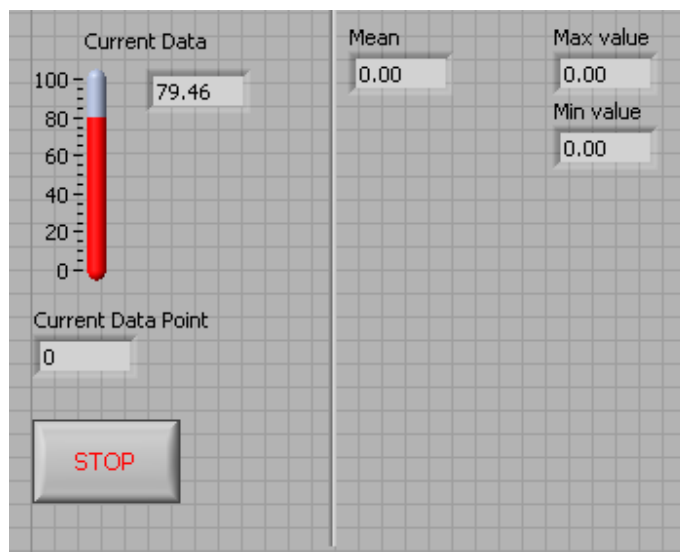 Current Data
100
80
60
40
20
0
79.46
Current Data Point
0
STOP
Mean
0.00
Max value
0.00
Min value
0.00